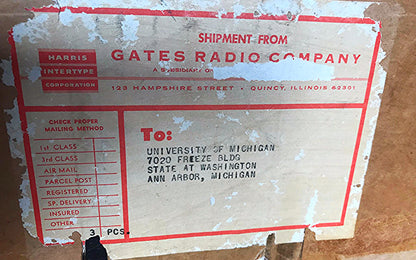 SHIPMENT FROM
HARRIS
INTERTYPE
CORPORATION
GATES RADIO COMPANY
A SUBSIDIARY OF
123 HAMPSHIRE STREET • QUINCY, ILLINOIS 62301
CHECK PROPER
MAILING METHOD
1st CLASS
3rd CLASS
AIR MAIL
PARCEL POST
REGISTERED
SP. DELIVERY
INSURED
OTHER
3 PCS.
To:
UNIVERSITY OF MICHIGAN
7020 FREEZE BLDG
STATE AT WASHINGTON
ANN ARBOR, MICHIGAN